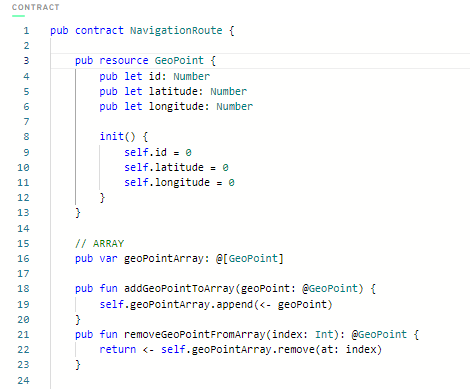 CONTRACT
1 pub contract NavigationRoute {
2
3     pub resource GeoPoint {
4         pub let id: Number
5         pub let latitude: Number
6         pub let longitude: Number
7
8         init() {
9             self.id = 0
10             self.latitude = 0
11             self.longitude = 0
12         }
13     }
14
15     // ARRAY
16     pub var geoPointArray: @[GeoPoint]
17
18     pub fun addGeoPointToArray(geoPoint: @GeoPoint) {
19         self.geoPointArray.append(<- geoPoint)
20     }
21     pub fun removeGeoPointFromArray(index: Int): @GeoPoint {
22         return <- self.geoPointArray.remove(at: index)
23     }
24